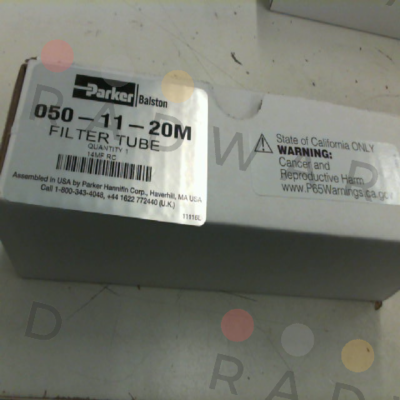 Parker
Balston
050-11-20M
FILTER TUBE
QUANTITY 1
Assembled in USA by Parker Hannifin Corp., Haverhill, MA USA
Call 1-800-343-4048, +44 1622 772440 (U.K.)
State of California ONLY
WARNING:
Cancer and
Reproductive Harm
www.P65Warnings.ca.gov